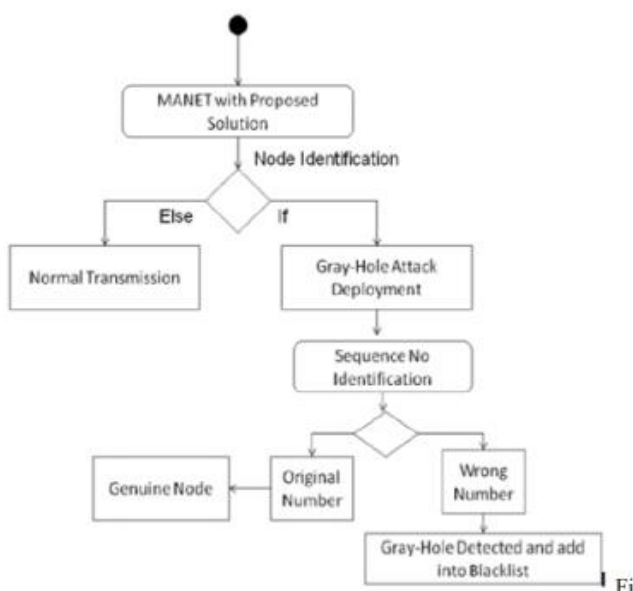 MANET with Proposed
Solution
Node Identification
Else
If
Normal Transmission
Gray-Hole Attack
Deployment
Sequence No
Identification
Genuine Node
Original
Number
Wrong
Number
Gray-Hole Detected and add
into Blacklist
Fi